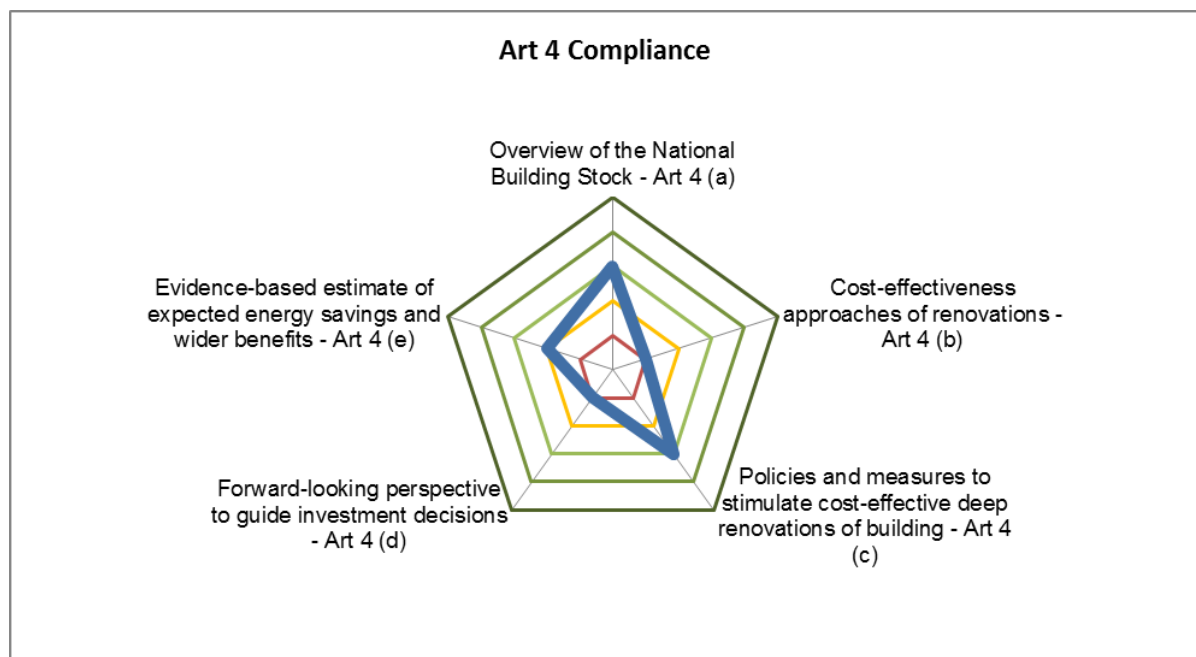 Art 4 Compliance
Overview of the National
Building Stock - Art 4 (a)
Cost-effectiveness
approaches of renovations -
Art 4 (b)
Policies and measures to
stimulate cost-effective deep
renovations of building - Art 4
(c)
Forward-looking perspective
to guide investment decisions
- Art 4 (d)
Evidence-based estimate of
expected energy savings and
wider benefits - Art 4 (e)